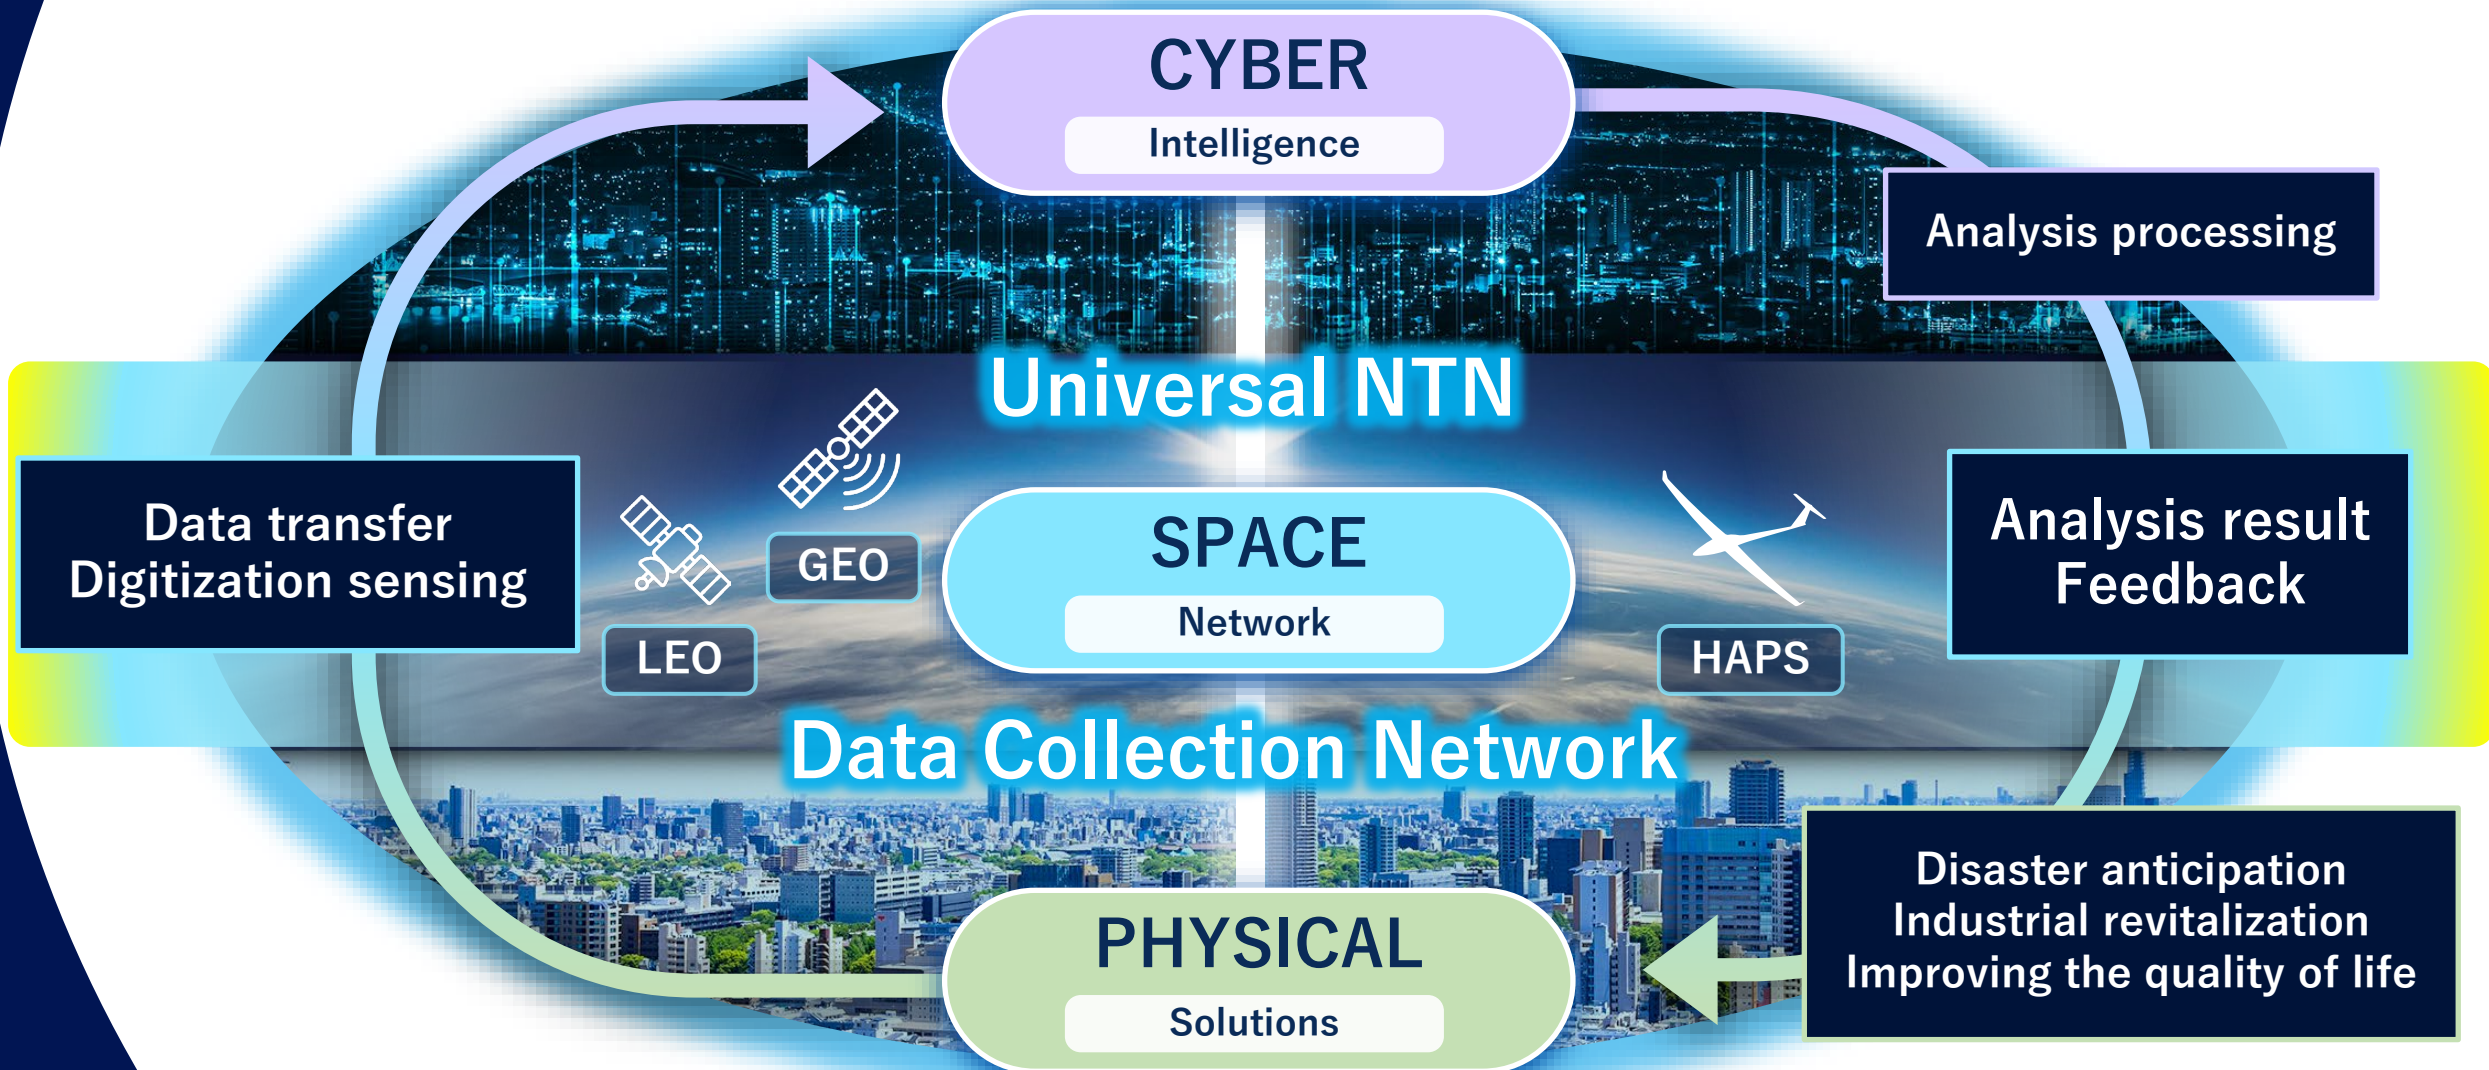 CYBER
Intelligence
Analysis processing
Universal NTN
Data transfer
Digitization sensing
GEO
LEO
SPACE
Network
HAPS
Analysis result
Feedback
Data Collection Network
PHYSICAL
Solutions
Disaster anticipation
Industrial revitalization
Improving the quality of life